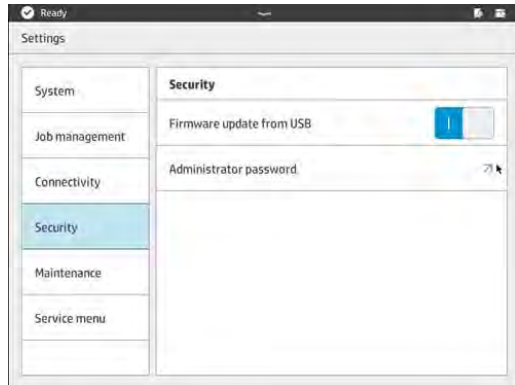 Ready
Settings
System
Job management
Connectivity
Security
Maintenance
Service menu
Security
Firmware update from USB
Administrator password